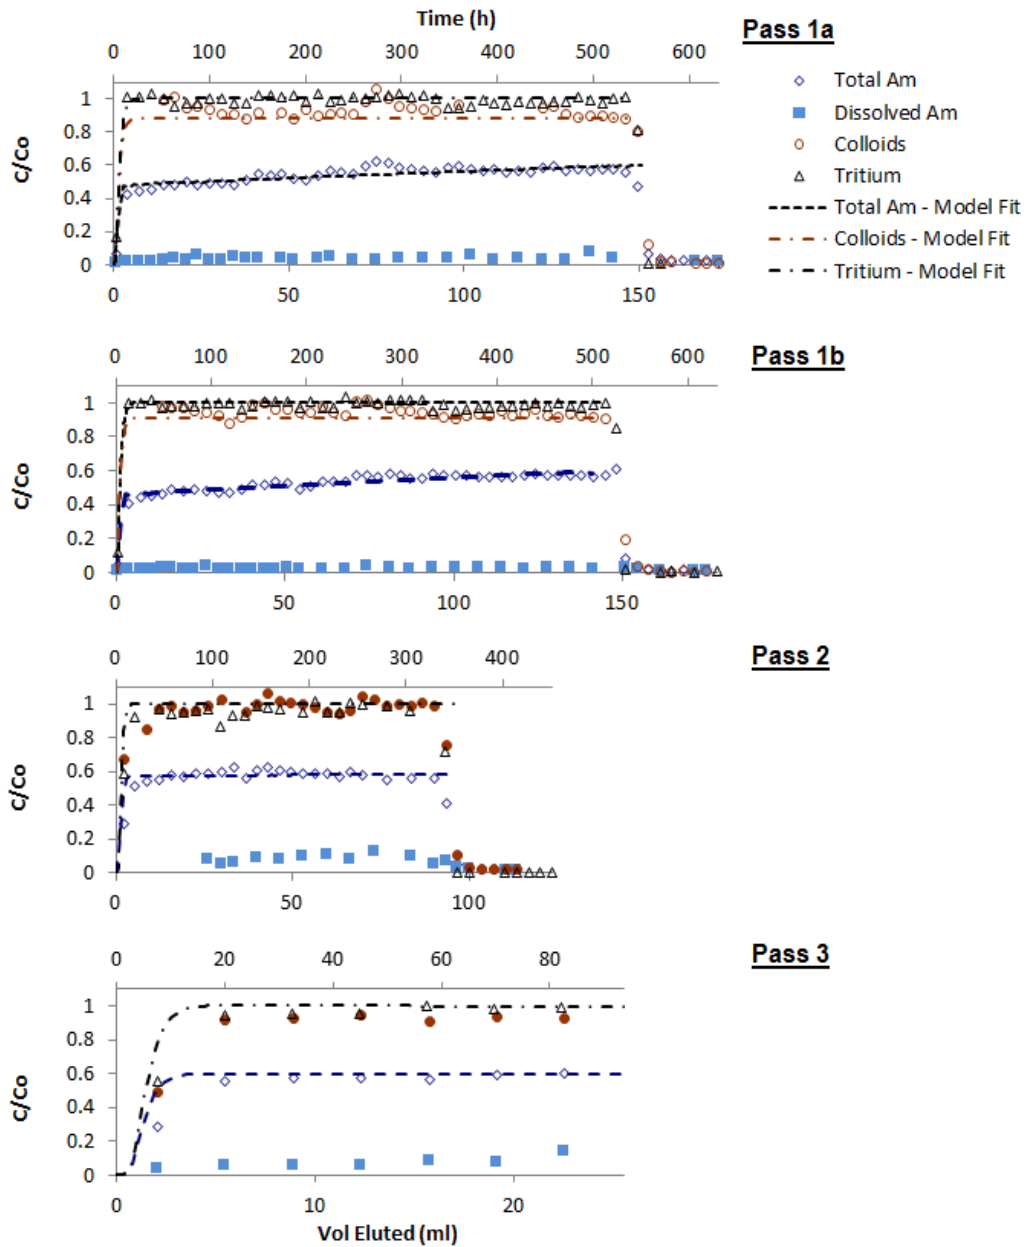 Time (h)
Pass 1a
0 100 200 300 400 500 600
1
0.8
0.6
0.4
0.2
0
C/Co
0 50 100 150
Total Am
Dissolved Am
Colloids
Tritium
Total Am - Model Fit
Colloids - Model Fit
Tritium - Model Fit
Pass 1b
0 100 200 300 400 500 600
1
0.8
0.6
0.4
0.2
0
C/Co
0 50 100 150
Pass 2
0 100 200 300 400
1
0.8
0.6
0.4
0.2
0
C/Co
50 100
Pass 3
0 20 40 60 80
1
0.8
0.6
0.4
0.2
0
C/Co
0 10 20
Vol Eluted (ml)